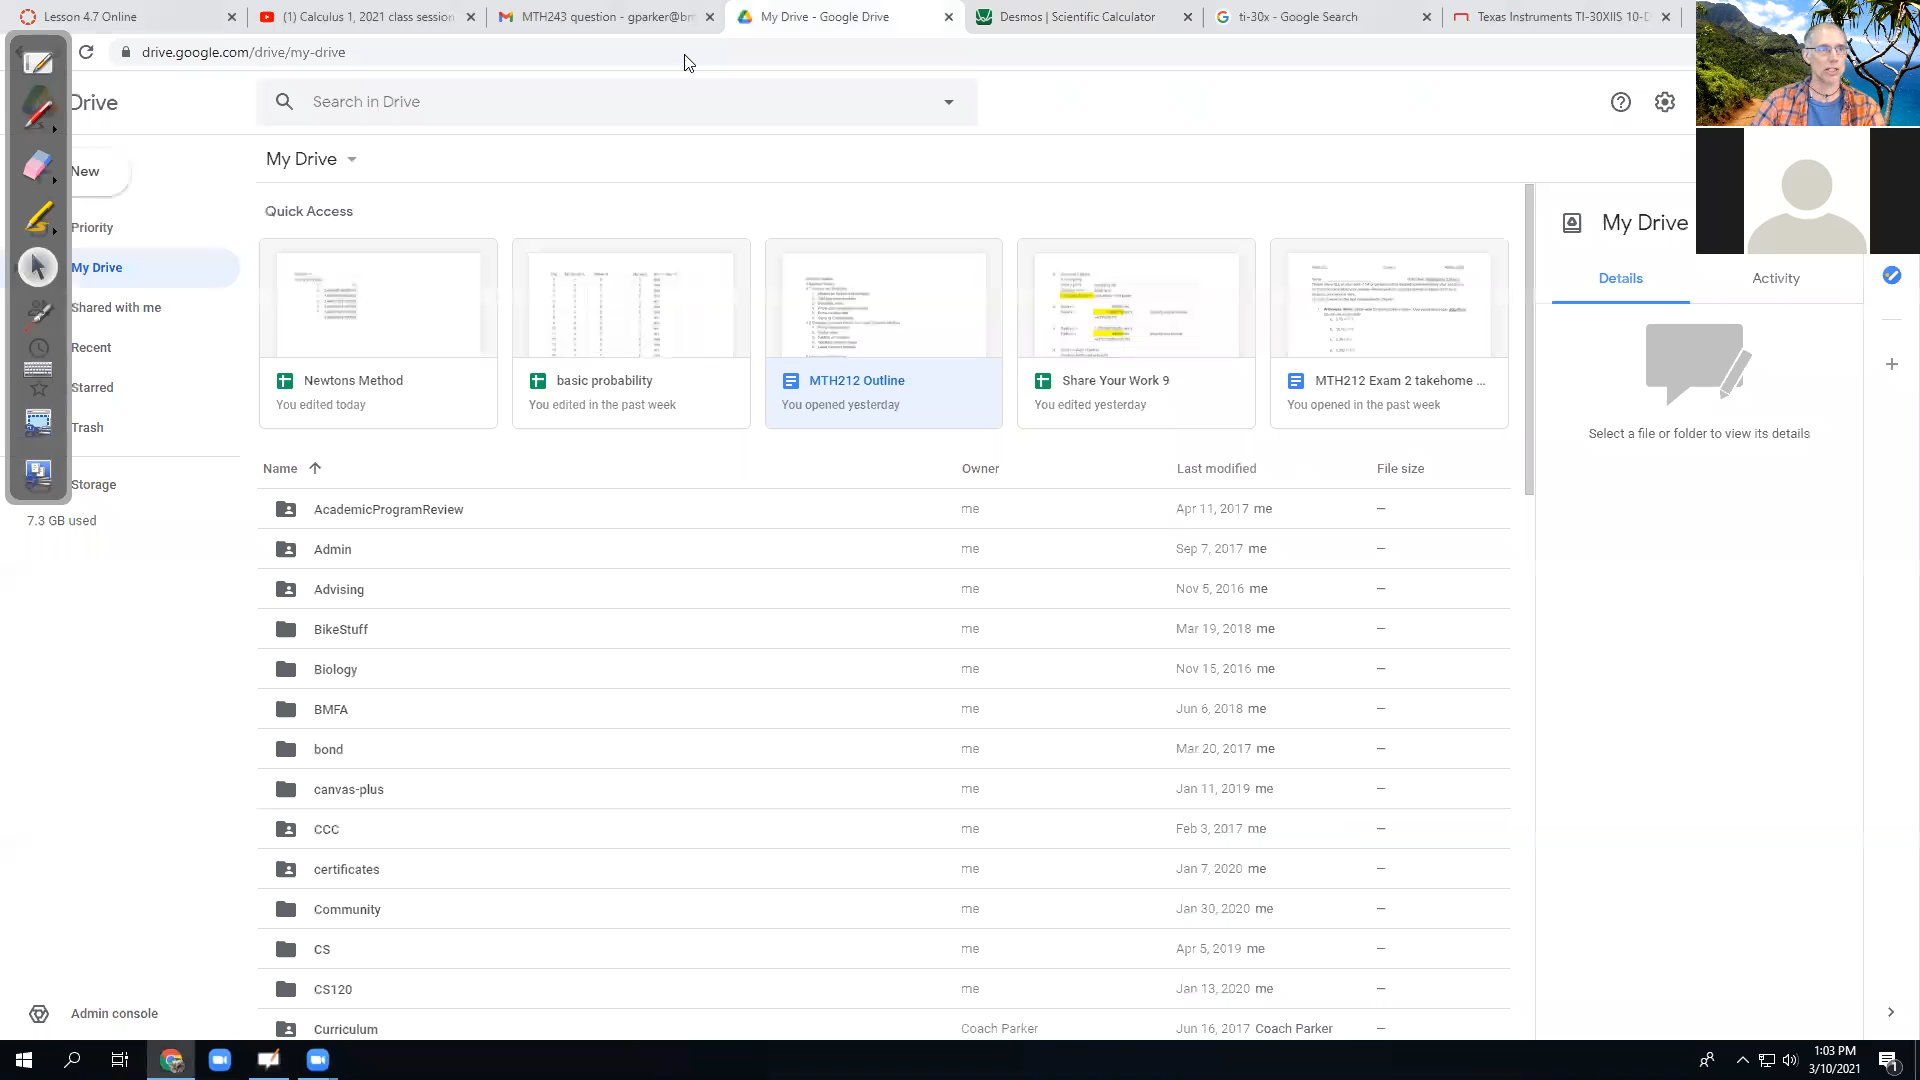 Lesson 4.7 Online
(1) Calculus 1, 2021 class session
MTH243 question - gparker@bm
My Drive - Google Drive
Desmos | Scientific Calculator
ti-30x - Google Search
Texas Instruments TI-30XIIS 10-D
drive.google.com/drive/my-drive
Drive
Search in Drive
New
My Drive
Priority
My Drive
Shared with me
Recent
Starred
Trash
Storage
7.3 GB used
Admin console
Quick Access
Newtons Method
You edited today
basic probability
You edited in the past week
MTH212 Outline
You opened yesterday
Share Your Work 9
You edited yesterday
MTH212 Exam 2 takehome ...
You opened in the past week
Name Owner Last modified File size
AcademicProgramReview me Apr 11, 2017 me —
Admin me Sep 7, 2017 me —
Advising me Nov 5, 2016 me —
BikeStuff me Mar 19, 2018 me —
Biology me Nov 15, 2016 me —
BMFA me Jun 6, 2018 me —
bond me Mar 20, 2017 me —
canvas-plus me Jan 11, 2019 me —
CCC me Feb 3, 2017 me —
certificates me Jan 7, 2020 me —
Community me Jan 30, 2020 me —
CS me Apr 5, 2019 me —
CS120 me Jan 13, 2020 me —
Curriculum Coach Parker Jun 16, 2017 Coach Parker —
My Drive
Details Activity
Select a file or folder to view its details
1:03 PM
3/10/2021
1